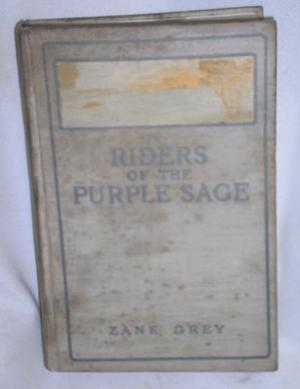 RIDERS
OF THE
PURPLE SAGE
ZANE GREY